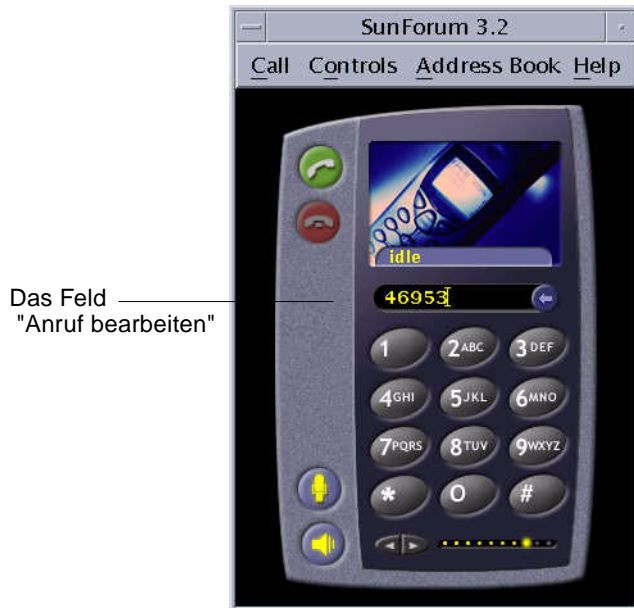 SunForum 3.2
Call Controls Address Book Help
idle
Das Feld
"Anruf bearbeiten"
46953
1 2ABC 3DEF
4GHI 5JKL 6MNO
7PQRS 8TUV 9WXYZ
* 0 #